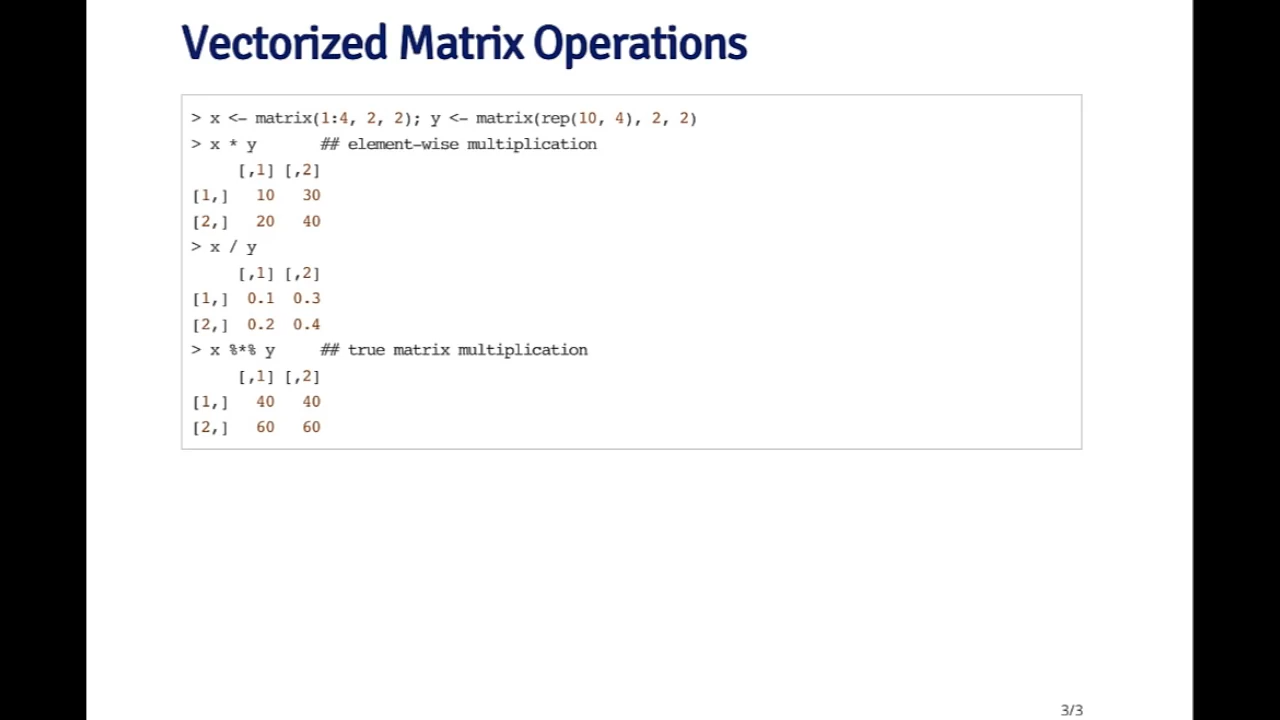 Vectorized Matrix Operations
> x <- matrix(1:4, 2, 2); y <- matrix(rep(10, 4), 2, 2)
> x * y       ## element-wise multiplication
     [,1] [,2]
[1,]   10   30
[2,]   20   40
> x / y
     [,1] [,2]
[1,]  0.1  0.3
[2,]  0.2  0.4
> x %*% y     ## true matrix multiplication
     [,1] [,2]
[1,]   40   40
[2,]   60   60
3/3